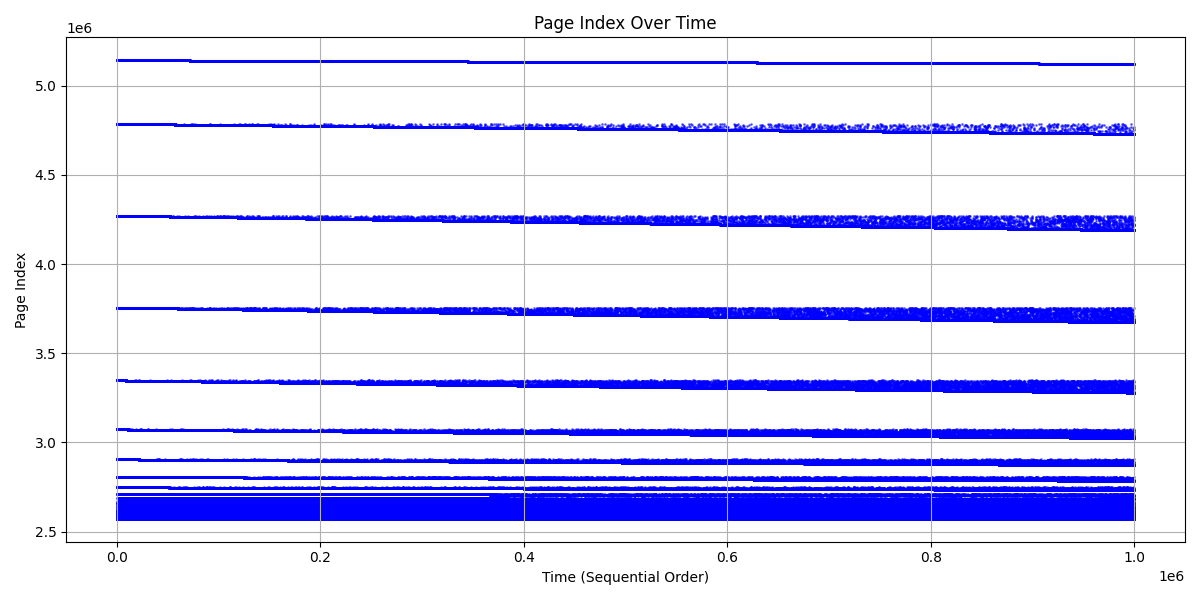 Page Index Over Time
1e6
5.0
4.5
4.0
3.5
3.0
2.5
Page Index
0.0 0.2 0.4 0.6 0.8 1.0
Time (Sequential Order)
1e6